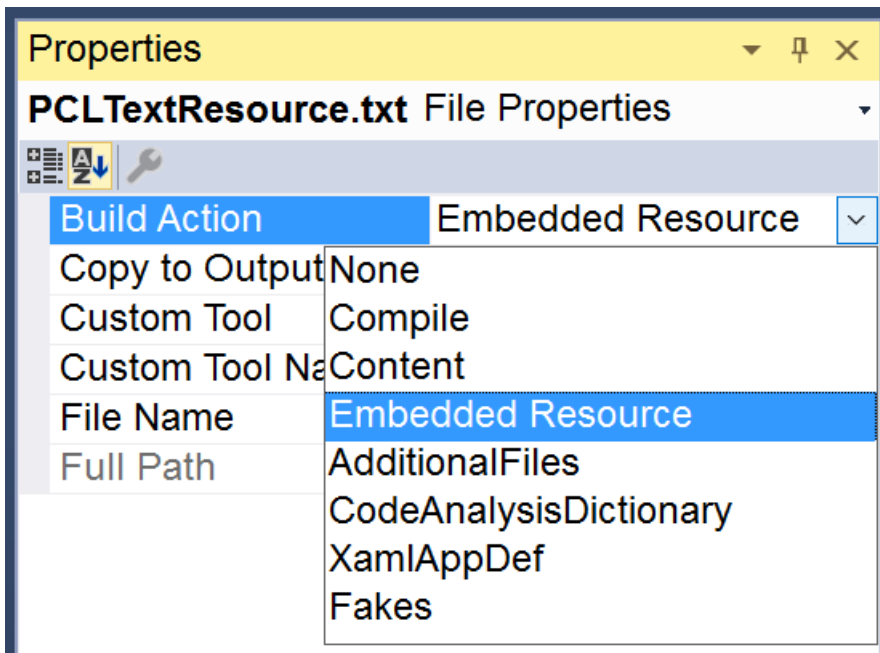 Properties
PCLTextResource.txt File Properties
Build Action Embedded Resource
Copy to Output
None
Custom Tool
Compile
Custom Tool Na
Content
File Name
Embedded Resource
Full Path
AdditionalFiles
CodeAnalysisDictionary
XamlAppDef
Fakes